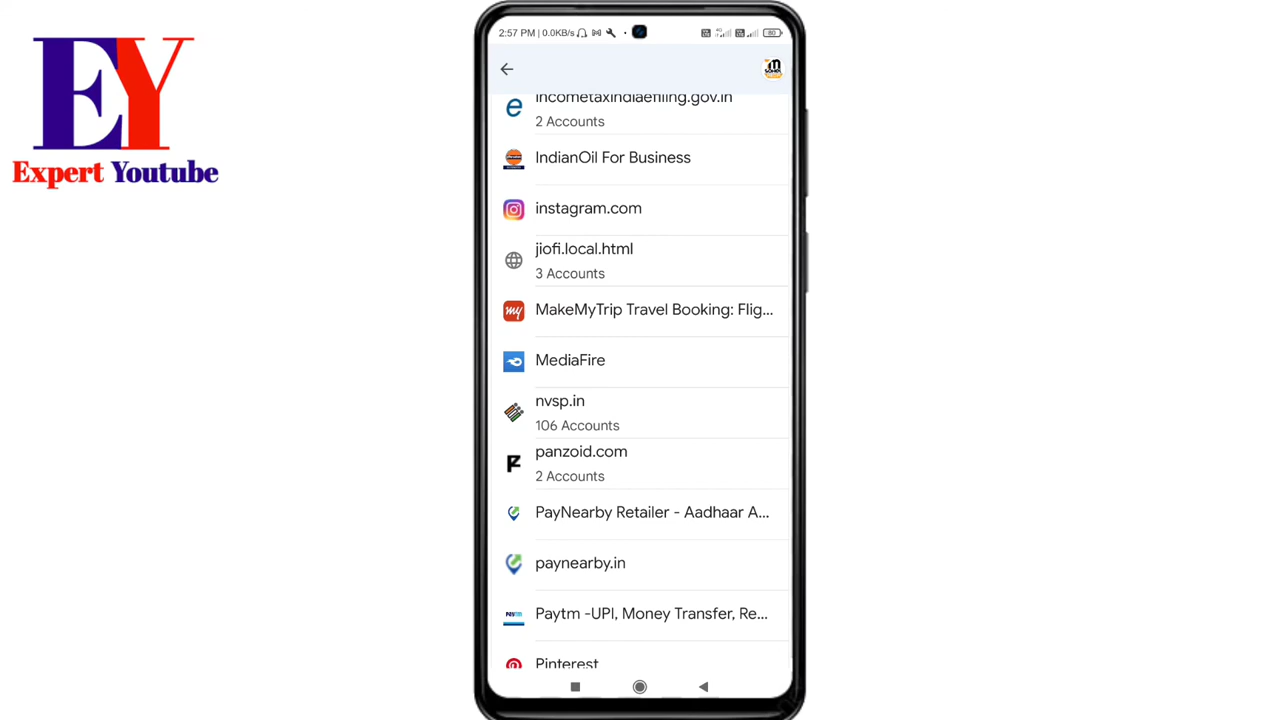 EY
Expert Youtube
2:57 PM | 0.0KB/s
80
incometaxindiaefiling.gov.in
2 Accounts
IndianOil For Business
instagram.com
jiofi.local.html
3 Accounts
my
MakeMyTrip Travel Booking: Flig...
MediaFire
nvsp.in
106 Accounts
panzoid.com
2 Accounts
PayNearby Retailer - Aadhaar A...
paynearby.in
Paytm -UPI, Money Transfer, Re...
Pinterest